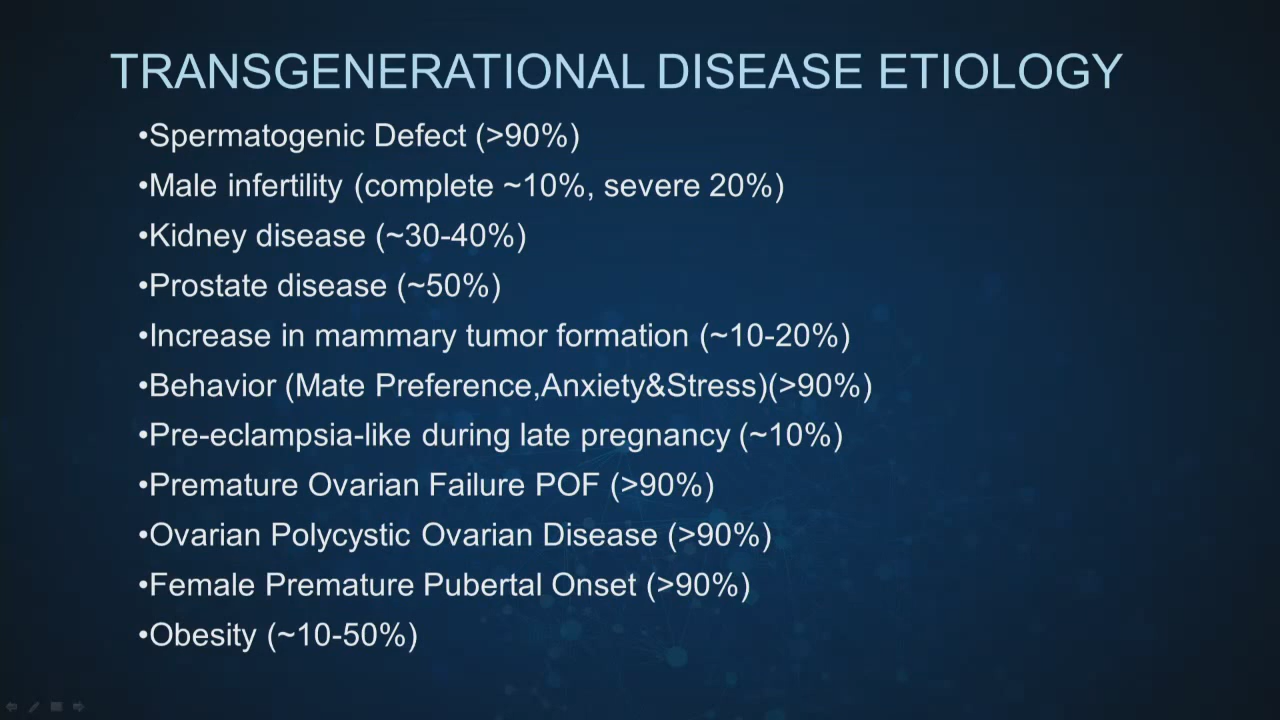 TRANSGENERATIONAL DISEASE ETIOLOGY
•Spermatogenic Defect (>90%)
•Male infertility (complete ~10%, severe 20%)
•Kidney disease (~30-40%)
•Prostate disease (~50%)
•Increase in mammary tumor formation (~10-20%)
•Behavior (Mate Preference,Anxiety&Stress)(>90%)
•Pre-eclampsia-like during late pregnancy (~10%)
•Premature Ovarian Failure POF (>90%)
•Ovarian Polycystic Ovarian Disease (>90%)
•Female Premature Pubertal Onset (>90%)
•Obesity (~10-50%)